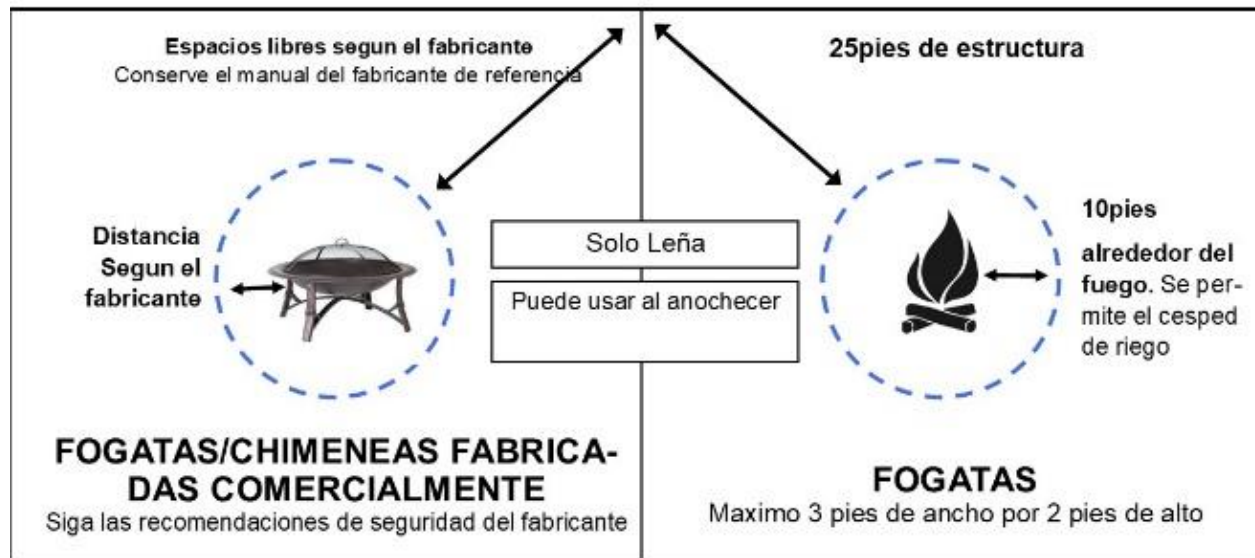 Espacios libres segun el fabricante
Conserve el manual del fabricante de referencia
25pies de estructura
Distancia
Segun el
fabricante
Solo Leña
Puede usar al anochecer
10pies
alrededor del
fuego. Se per-
mite el cesped
de riego
FOGATAS/CHIMENEAS FABRICA-
DAS COMERCIALMENTE
Siga las recomendaciones de seguridad del fabricante
FOGATAS
Maximo 3 pies de ancho por 2 pies de alto